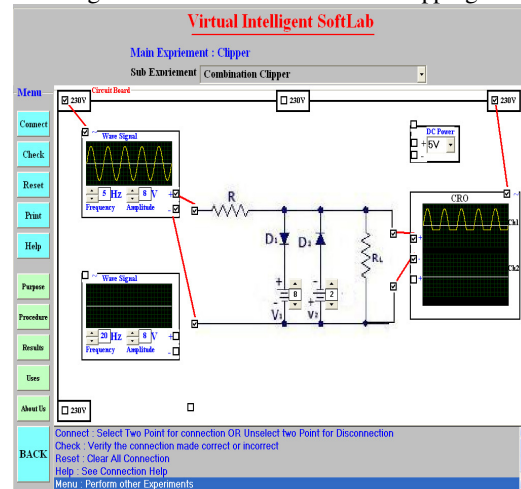 Virtual Intelligent SoftLab
Main Expriement : Clipper
Sub Expriement Combination Clipper
Menu
Circuit Board
230V
230V
230V
Connect
Check
Reset
Print
Help
Purpose
Procedure
Results
Uses
About Us
BACK
~ Wave Signal
5 Hz 8 V +
Frequency Amplitude -
~ Wave Signal
20 Hz 8 V +
Frequency Amplitude -
DC Power
+ 5V
-
R
D1
D2
RL
+
-
8
V1
-
+
2
V2
~
CRO
Ch1
Ch2
+
-
+
230V
Connect : Select Two Point for connection OR Unselect two Point for Disconnection
Check : Verify the connection made correct or incorrect
Reset : Clear All Connection
Help : See Connection Help
Menu : Perform other Experiments